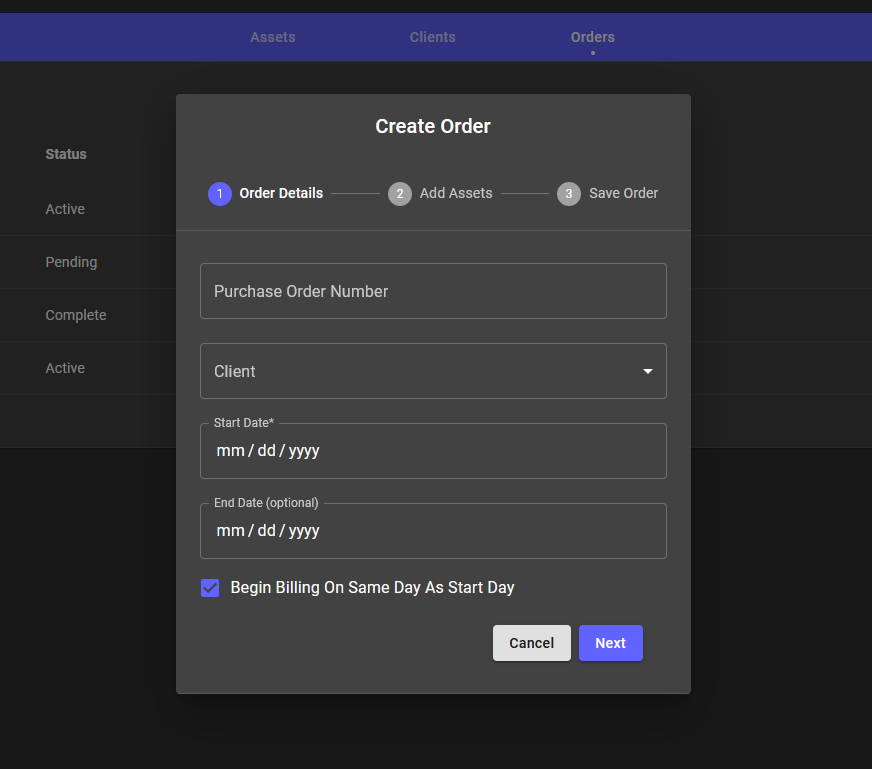 Assets Clients Orders
Create Order
Status
1 Order Details 2 Add Assets 3 Save Order
Active
Pending
Purchase Order Number
Complete
Active
Client
Start Date*
mm / dd / yyyy
End Date (optional)
mm / dd / yyyy
Begin Billing On Same Day As Start Day
Cancel Next